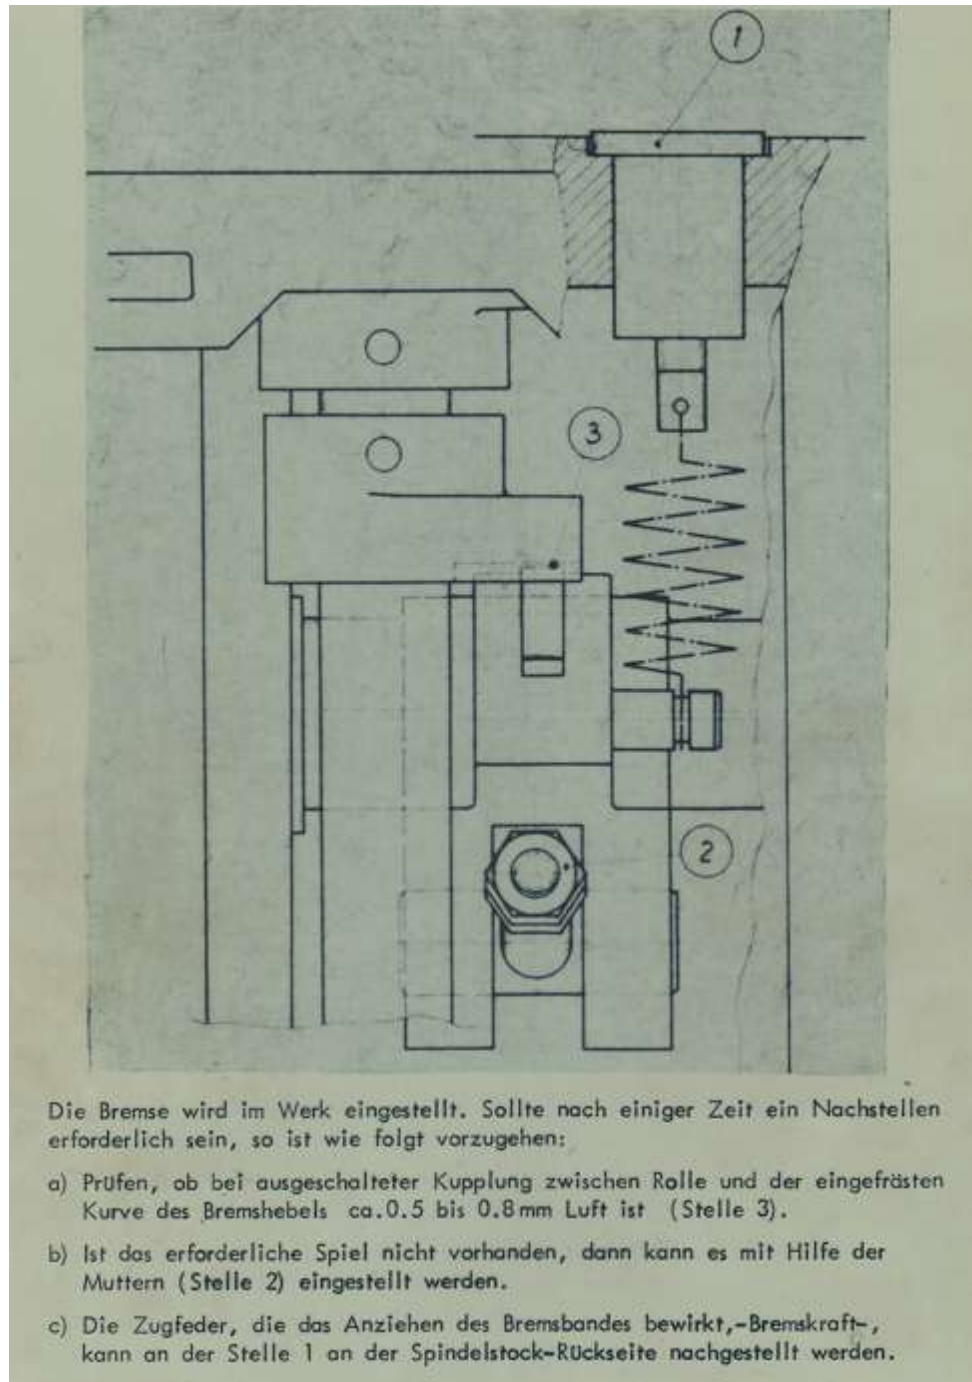 1
3
2
Die Bremse wird im Werk eingestellt. Sollte nach einiger Zeit ein Nachstellen
erforderlich sein, so ist wie folgt vorzugehen:
a) Prüfen, ob bei ausgeschalteter Kupplung zwischen Rolle und der eingefrästen
Kurve des Bremshebels ca.0.5 bis 0.8mm Luft ist (Stelle 3).
b) Ist das erforderliche Spiel nicht vorhanden, dann kann es mit Hilfe der
Muttern (Stelle 2) eingestellt werden.
c) Die Zugfeder, die das Anziehen des Bremsbandes bewirkt,-Bremskraft-,
kann an der Stelle 1 an der Spindelstock-Rückseite nachgestellt werden.